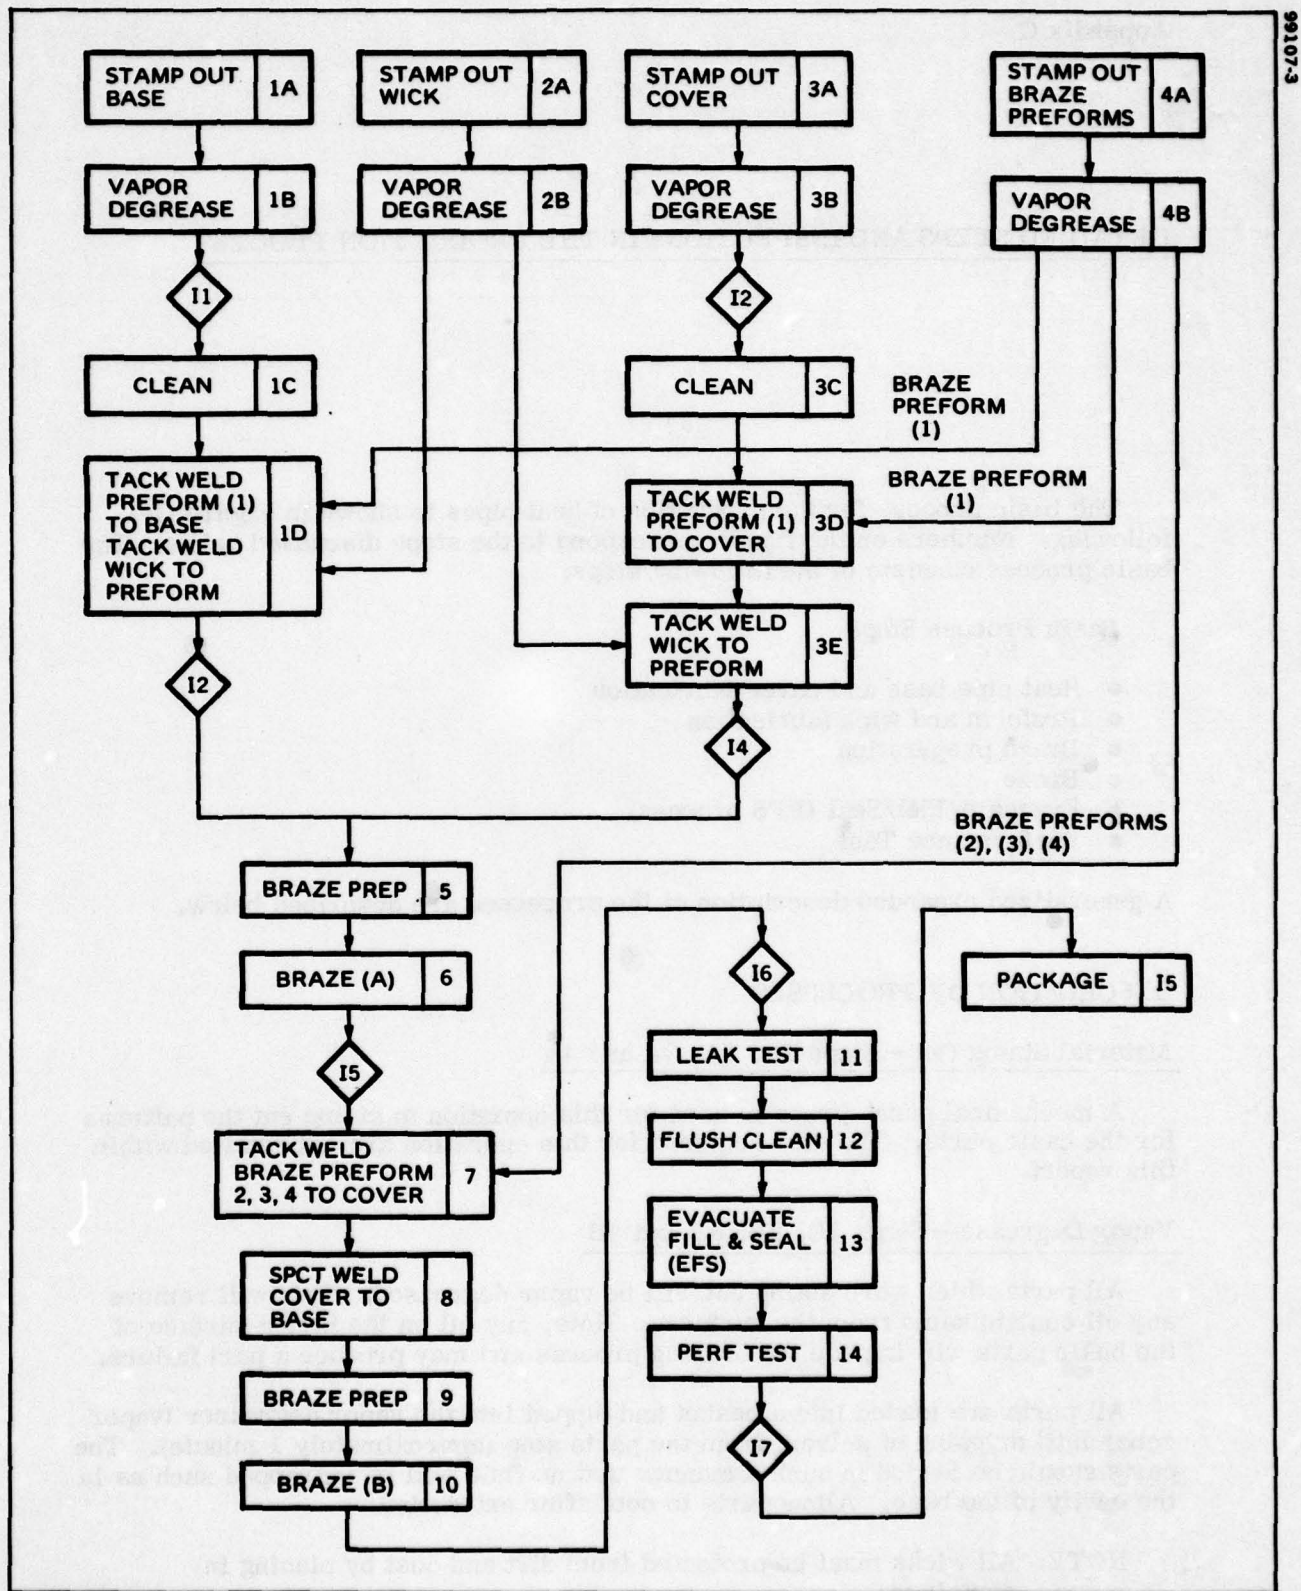 99107-3
STAMP OUT
BASE
1A
STAMP OUT
WICK
2A
STAMP OUT
COVER
3A
STAMP OUT
BRAZE
PREFORMS
4A
VAPOR
DEGREASE
1B
VAPOR
DEGREASE
2B
VAPOR
DEGREASE
3B
VAPOR
DEGREASE
4B
I1
I2
CLEAN
1C
CLEAN
3C
BRAZE
PREFORM
(1)
TACK WELD
PREFORM (1)
TO BASE
TACK WELD
WICK TO
PREFORM
1D
TACK WELD
PREFORM (1)
TO COVER
3D
BRAZE PREFORM
(1)
TACK WELD
WICK TO
PREFORM
3E
I2
I4
BRAZE PREFORMS
(2), (3), (4)
BRAZE PREP
5
BRAZE (A)
6
I5
TACK WELD
BRAZE PREFORM
2, 3, 4 TO COVER
7
SPCT WELD
COVER TO
BASE
8
BRAZE PREP
9
BRAZE (B)
10
I6
LEAK TEST
11
FLUSH CLEAN
12
EVACUATE
FILL & SEAL
(EFS)
13
PERF TEST
14
I7
PACKAGE
I5